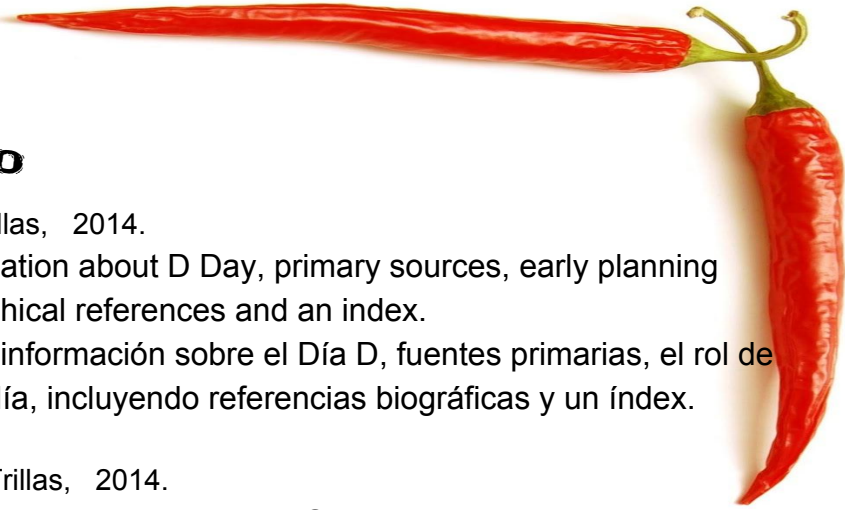 o
llas, 2014.
ation about D Day, primary sources, early planning
hical references and an index.
información sobre el Día D, fuentes primarias, el rol de
ía, incluyendo referencias biográficas y un índex.
rillas, 2014.